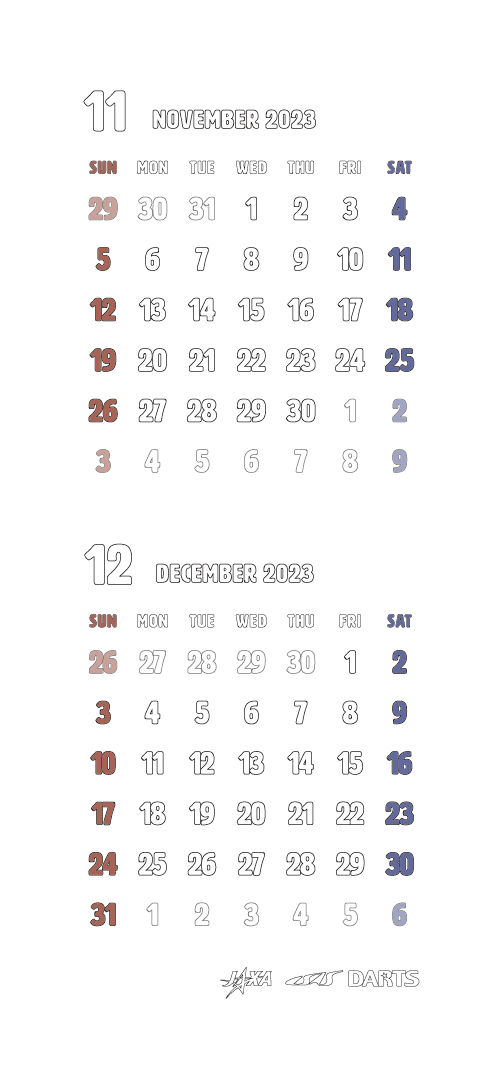 11 NOVEMBER 2023
SUN MON TUE WED THU FRI SAT
29 30 31 1 2 3 4
5 6 7 8 9 10 11
12 13 14 15 16 17 18
19 20 21 22 23 24 25
26 27 28 29 30 1 2
3 4 5 6 7 8 9
12 DECEMBER 2023
SUN MON TUE WED THU FRI SAT
26 27 28 29 30 1 2
3 4 5 6 7 8 9
10 11 12 13 14 15 16
17 18 19 20 21 22 23
24 25 26 27 28 29 30
31 1 2 3 4 5 6
JAXA ISAS DARTS